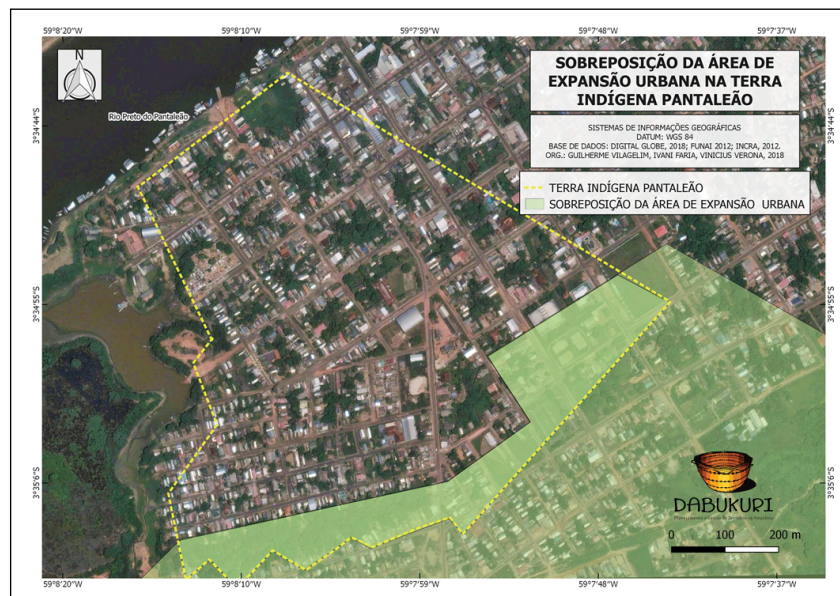 59°8'20"W 59°8'10"W 59°7'59"W 59°7'48"W 59°7'37"W
N
Rio Preto do Pantaleão
SOBREPOSIÇÃO DA ÁREA DE
EXPANSÃO URBANA NA TERRA
INDÍGENA PANTALEÃO
SISTEMAS DE INFORMAÇÕES GEOGRÁFICAS
DATUM: WGS 84
BASE DE DADOS: DIGITAL GLOBE, 2018; FUNAI 2012; INCRA, 2012.
ORG.: GUILHERME VILAGELIM, IVANI FARIA, VINICIUS VERONA, 2018
TERRA INDÍGENA PANTALEÃO
SOBREPOSIÇÃO DA ÁREA DE EXPANSÃO URBANA
3°34'44"S 3°34'44"S
3°34'55"S 3°34'55"S
3°35'6"S 3°35'6"S
DABUKURI
0 100 200 m
59°8'20"W 59°8'10"W 59°7'59"W 59°7'48"W 59°7'37"W